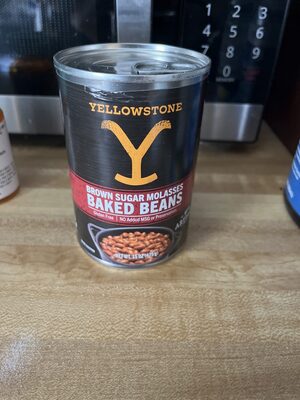 1 2 3
4 5 6
7 8 9
0
YELLOWSTONE
Y
BROWN SUGAR MOLASSES
BAKED BEANS
Gluten Free | NO Added MSG or Preservatives